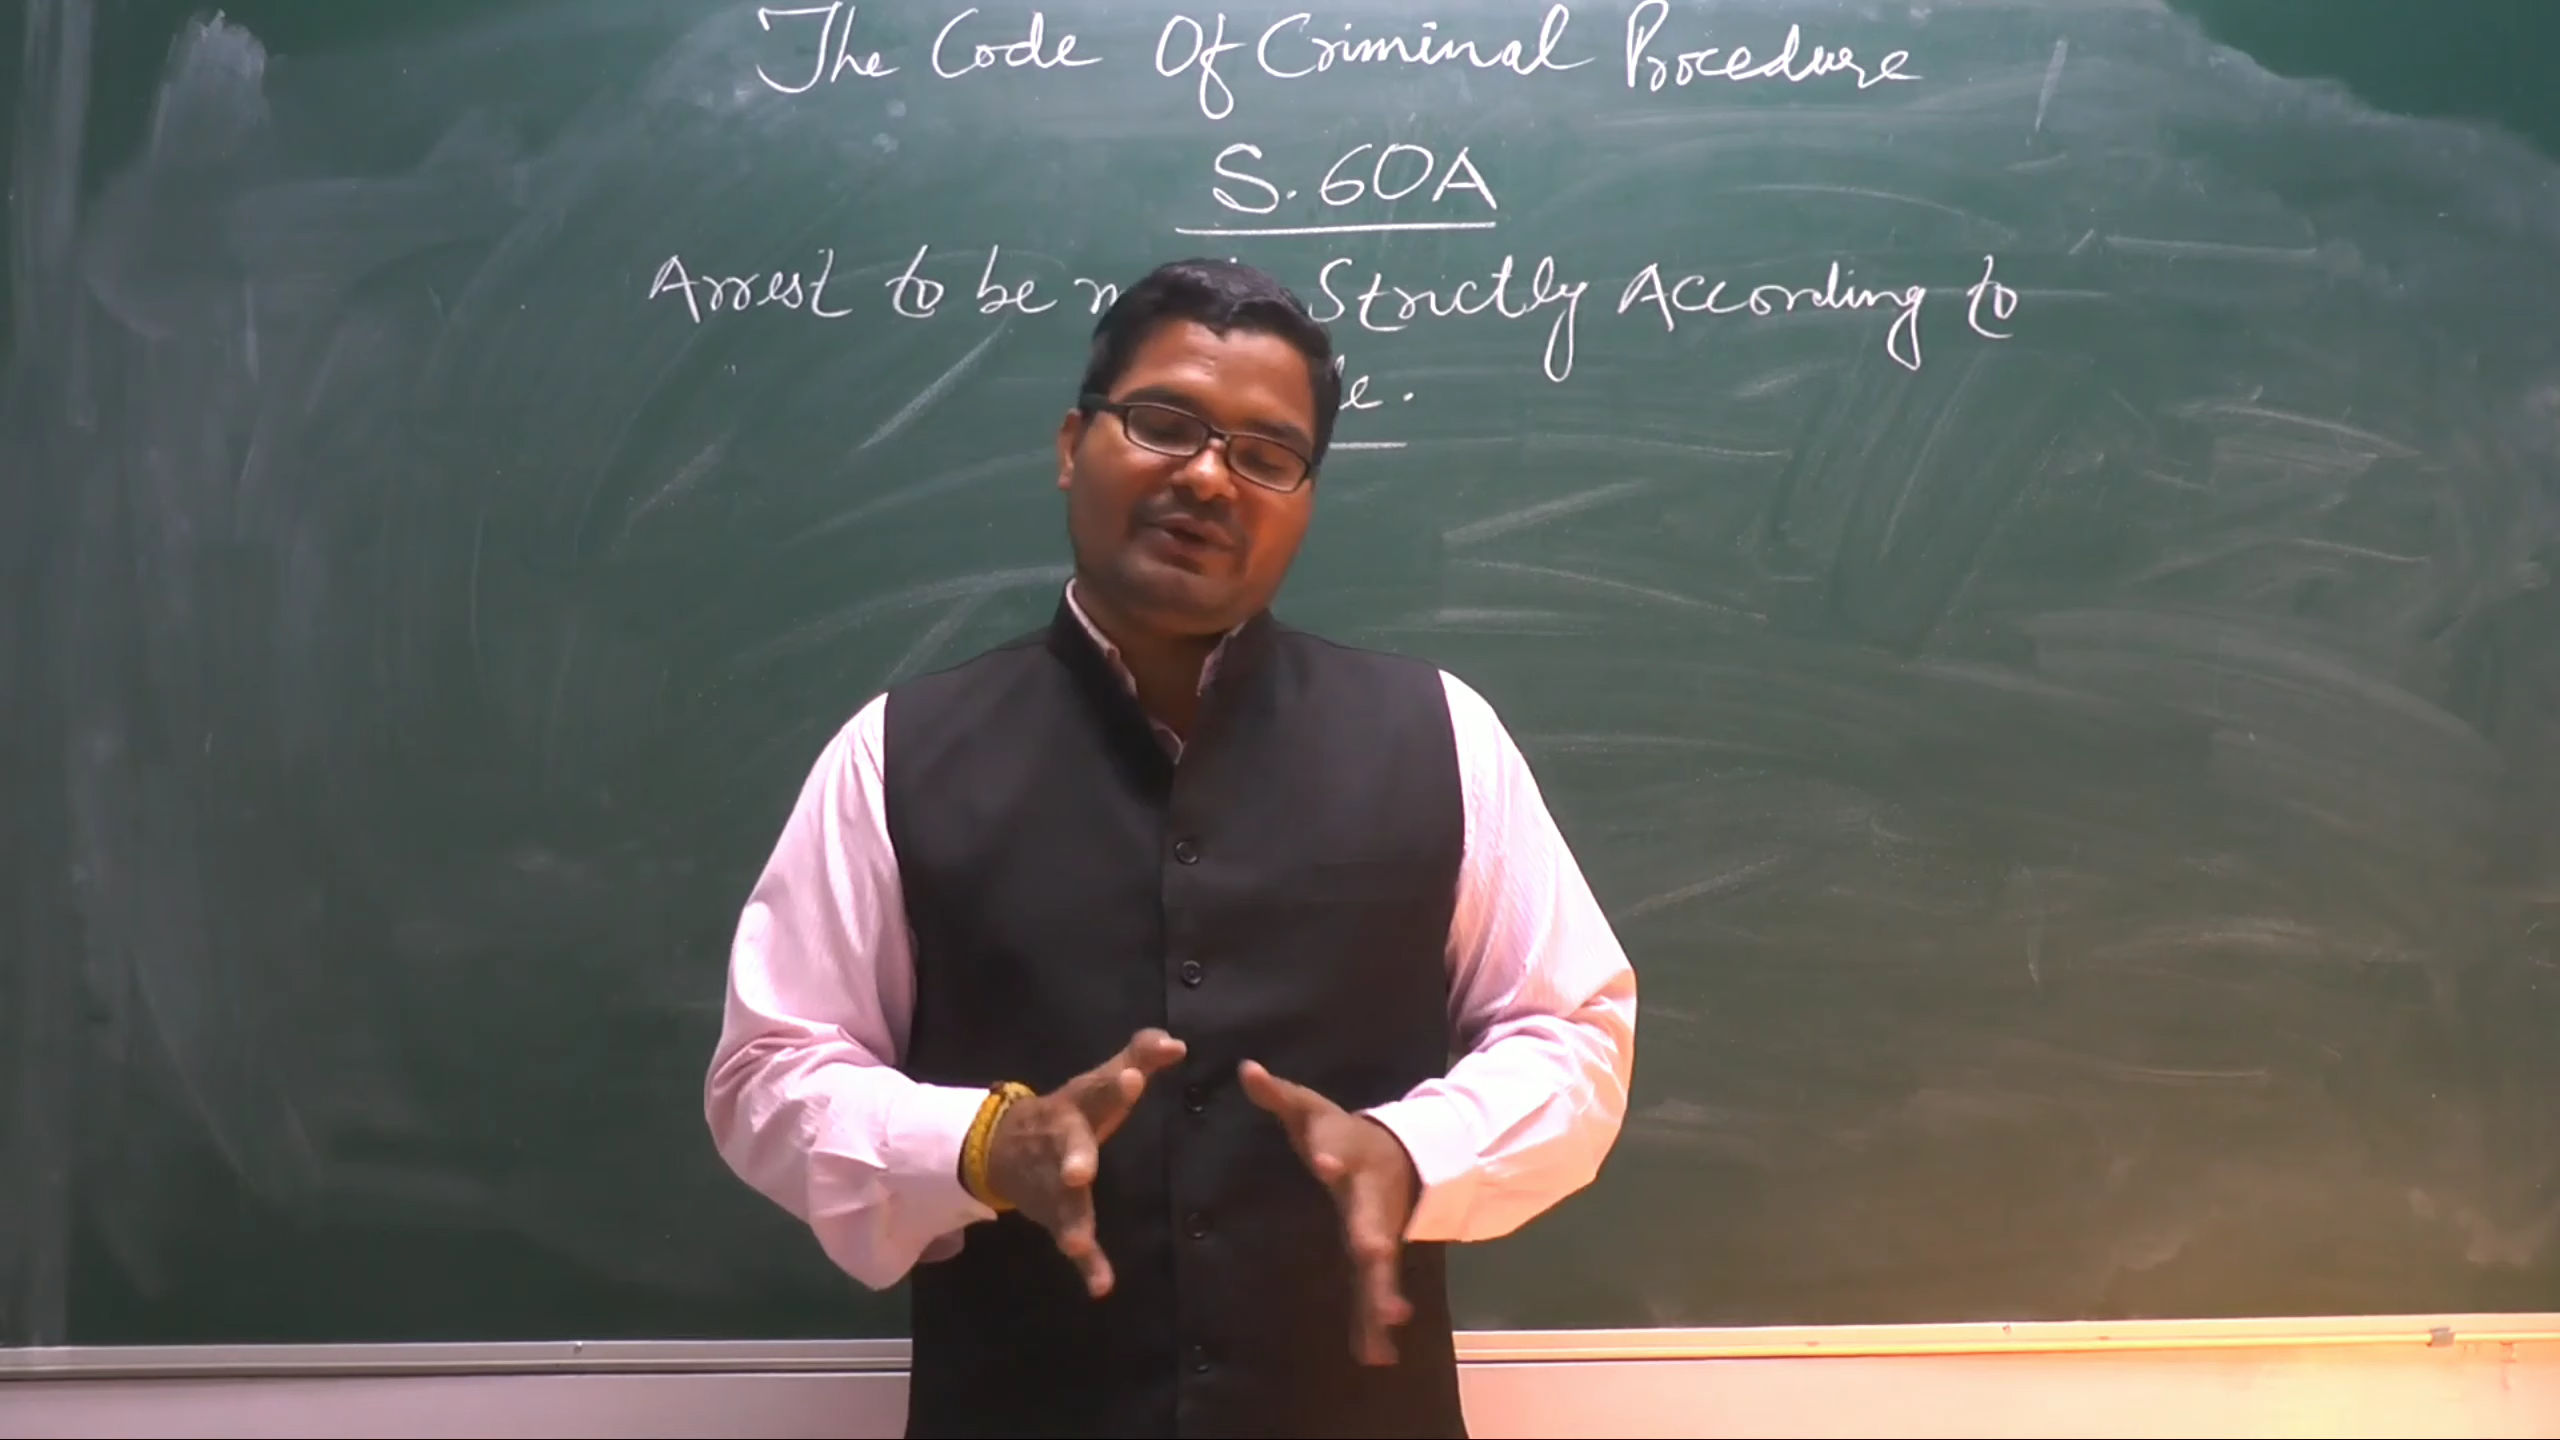 The Code Of Criminal Procedure
S. 60A
Arrest to be Strictly According to